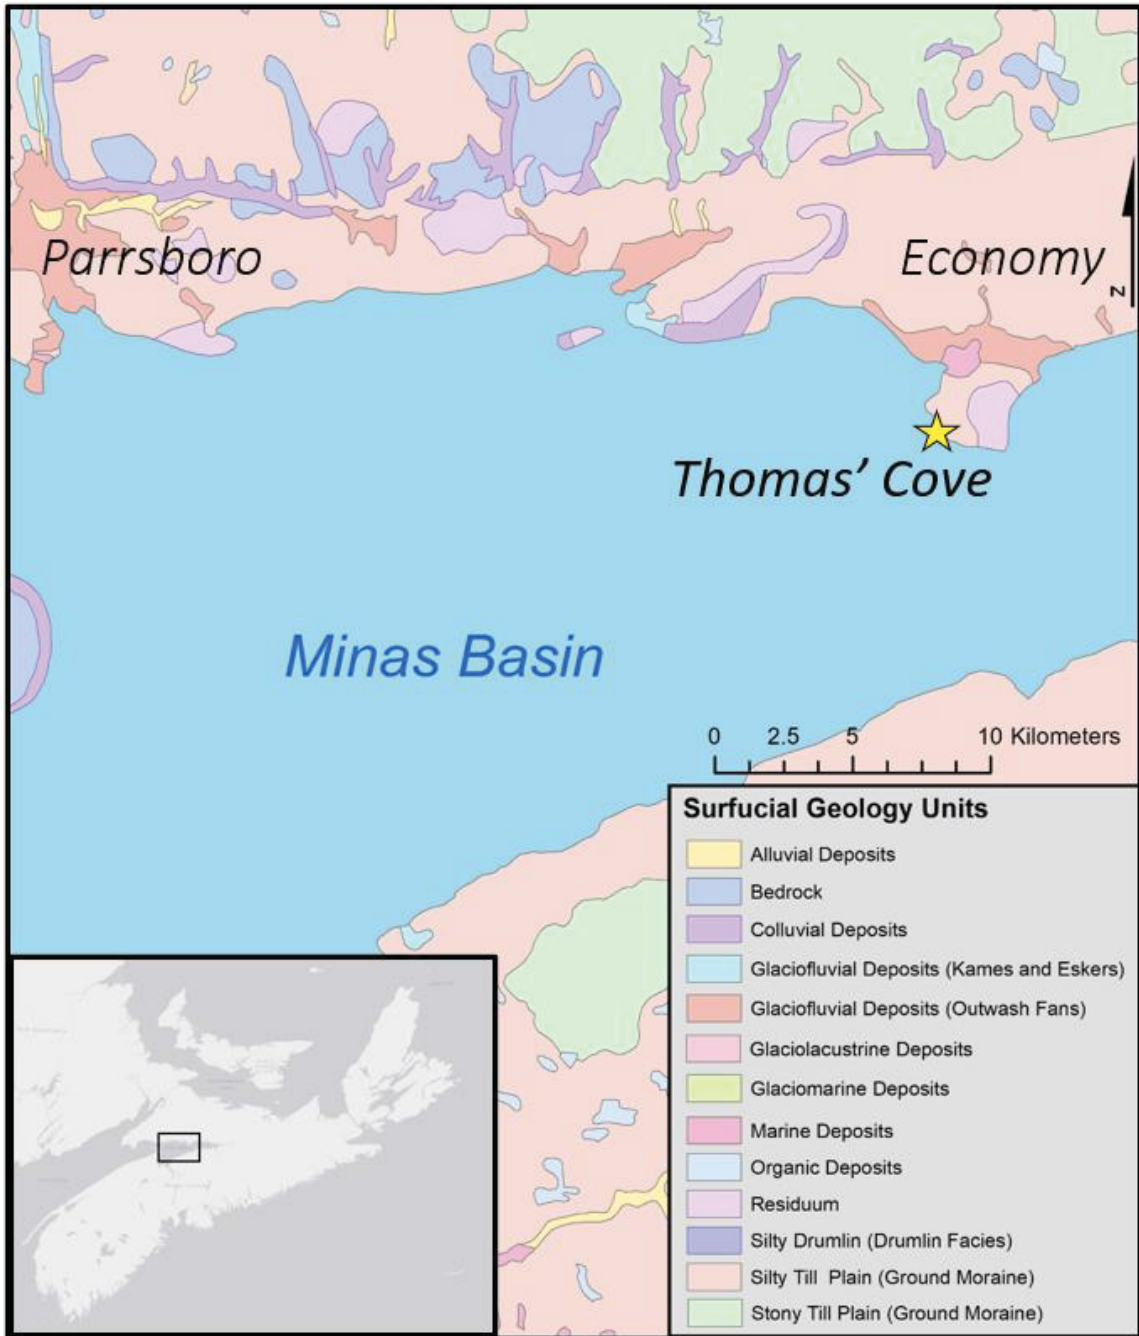 Parrsboro
Economy
N
Thomas’ Cove
Minas Basin
0 2.5 5 10 Kilometers
Surfucial Geology Units
Alluvial Deposits
Bedrock
Colluvial Deposits
Glaciofluvial Deposits (Kames and Eskers)
Glaciofluvial Deposits (Outwash Fans)
Glaciolacustrine Deposits
Glaciomarine Deposits
Marine Deposits
Organic Deposits
Residuum
Silty Drumlin (Drumlin Facies)
Silty Till Plain (Ground Moraine)
Stony Till Plain (Ground Moraine)